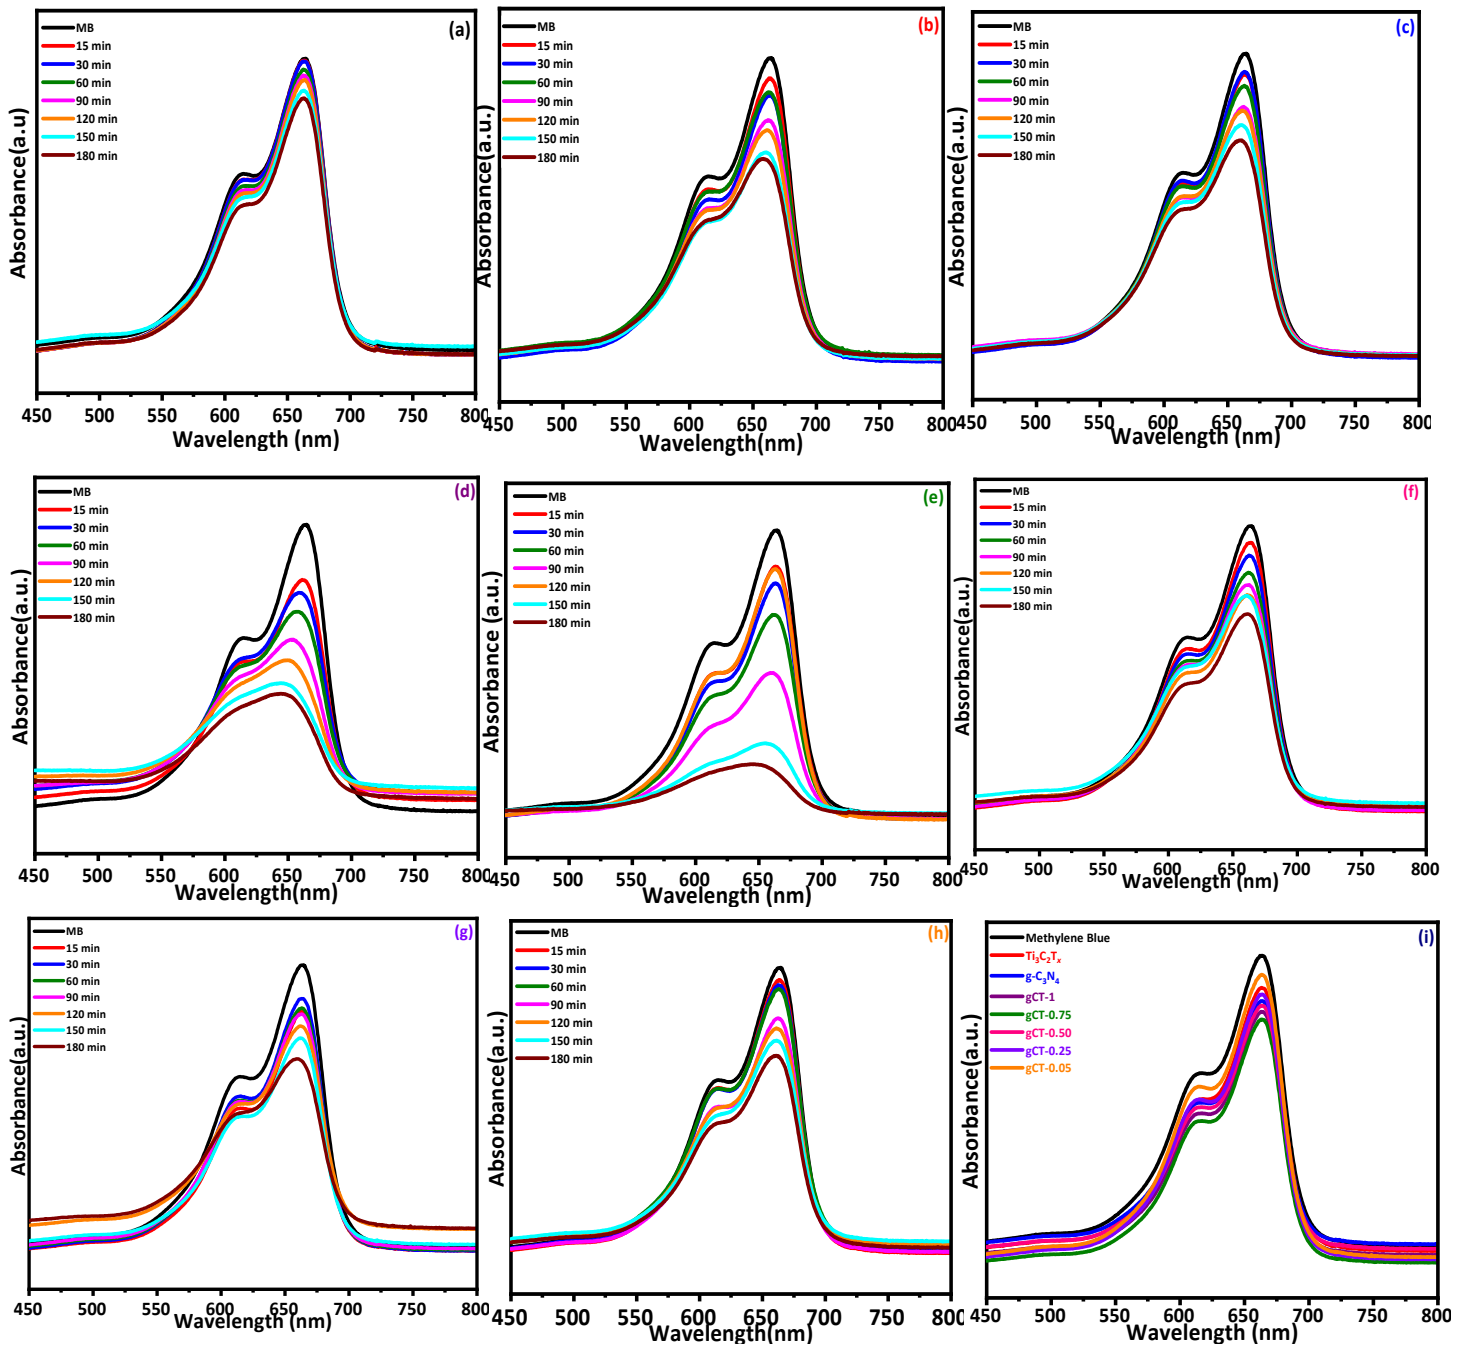 (a)
MB
15 min
30 min
60 min
90 min
120 min
150 min
180 min
Absorbance(a.u)
450 500 550 600 650 700 750 800
Wavelength (nm)
(b)
MB
15 min
30 min
60 min
90 min
120 min
150 min
180 min
Absorbance(a.u.)
450 500 550 600 650 700 750 800
Wavelength(nm)
(c)
MB
15 min
30 min
60 min
90 min
120 min
150 min
180 min
Absorbance(a.u.)
450 500 550 600 650 700 750 800
Wavelength (nm)
(d)
MB
15 min
30 min
60 min
90 min
120 min
150 min
180 min
Absorbance(a.u.)
450 500 550 600 650 700 750 800
Wavelength(nm)
(e)
MB
15 min
30 min
60 min
90 min
120 min
150 min
180 min
Absorbance (a.u.)
450 500 550 600 650 700 750 800
Wavelength (nm)
(f)
MB
15 min
30 min
60 min
90 min
120 min
150 min
180 min
Absorbance(a.u.)
450 500 550 600 650 700 750 800
Wavelength (nm)
(g)
MB
15 min
30 min
60 min
90 min
120 min
150 min
180 min
Absorbance(a.u.)
450 500 550 600 650 700 750 800
Wavelength (nm)
(h)
MB
15 min
30 min
60 min
90 min
120 min
150 min
180 min
Absorbance(a.u.)
450 500 550 600 650 700 750 800
Wavelength(nm)
(i)
Methylene Blue
Ti₃C₂Tₓ
g-C₃N₄
gCT-1
gCT-0.75
gCT-0.50
gCT-0.25
gCT-0.05
Absorbance(a.u.)
450 500 550 600 650 700 750 800
Wavelength (nm)